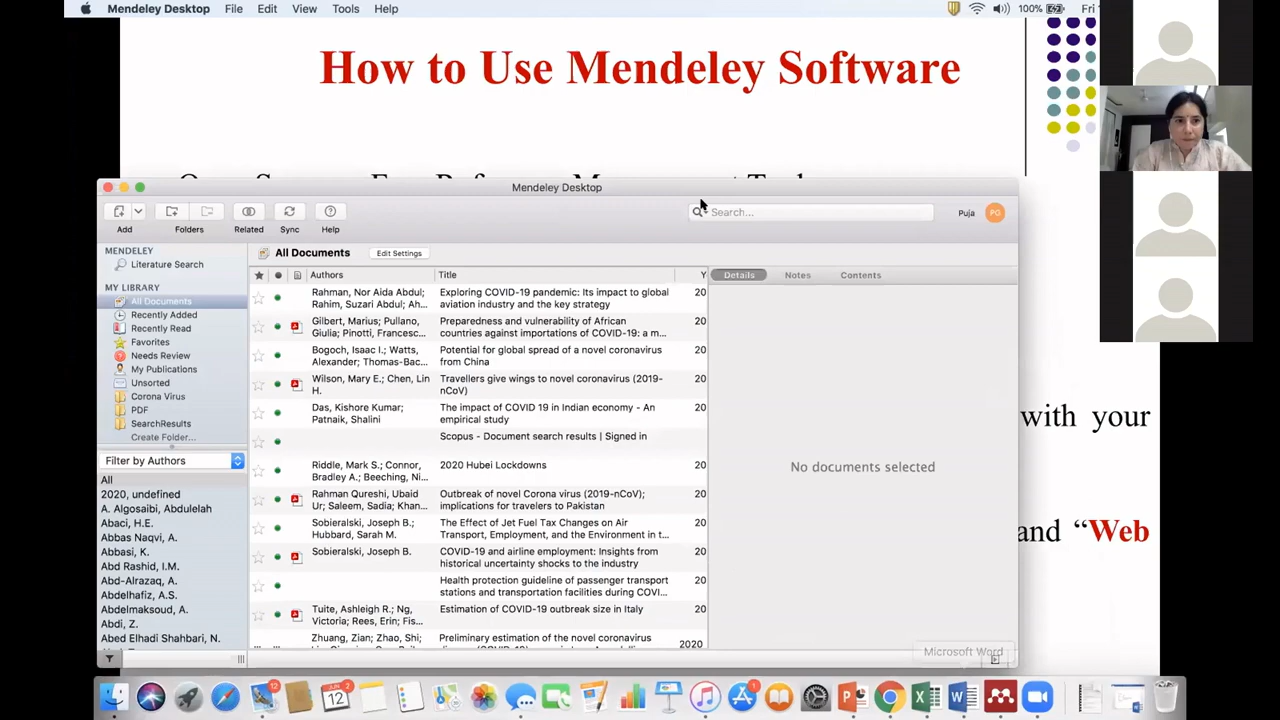 Mendeley Desktop File Edit View Tools Help 100% Fri
How to Use Mendeley Software
Mendeley Desktop
Search...
Puja PG
Add Folders Related Sync Help
MENDELEY
Literature Search
MY LIBRARY
All Documents
Recently Added
Recently Read
Favorites
Needs Review
My Publications
Unsorted
Corona Virus
PDF
SearchResults
Create Folder...
Filter by Authors
All
2020, undefined
A. Algosaibi, Abdulelah
Abaci, H.E.
Abbas Naqvi, A.
Abbasi, K.
Abd Rashid, I.M.
Abd-Alrazaq, A.
Abdelhafiz, A.S.
Abdelmaksoud, A.
Abdi, Z.
Abed Elhadi Shahbari, N.
All Documents Edit Settings
Authors Title Y
Rahman, Nor Aida Abdul; Exploring COVID-19 pandemic: Its impact to global 20
Rahim, Suzari Abdul; Ah... aviation industry and the key strategy
Gilbert, Marius; Pullano, Preparedness and vulnerability of African 20
Giulia; Pinotti, Francesc... countries against importations of COVID-19: a m...
Bogoch, Isaac I.; Watts, Potential for global spread of a novel coronavirus 20
Alexander; Thomas-Bac... from China
Wilson, Mary E.; Chen, Lin Travellers give wings to novel coronavirus (2019- 20
H. nCoV)
Das, Kishore Kumar; The impact of COVID 19 in Indian economy - An 20
Patnaik, Shalini empirical study
Scopus - Document search results | Signed in 20
Riddle, Mark S.; Connor, 2020 Hubei Lockdowns 20
Bradley A.; Beeching, Ni...
Rahman Qureshi, Ubaid Outbreak of novel Corona virus (2019-nCoV); 20
Ur; Saleem, Sadia; Khan... implications for travelers to Pakistan
Sobieralski, Joseph B.; The Effect of Jet Fuel Tax Changes on Air 20
Hubbard, Sarah M. Transport, Employment, and the Environment in t...
Sobieralski, Joseph B. COVID-19 and airline employment: Insights from 20
historical uncertainty shocks to the industry
Health protection guideline of passenger transport 20
stations and transportation facilities during COVI...
Tuite, Ashleigh R.; Ng, Estimation of COVID-19 outbreak size in Italy 20
Victoria; Rees, Erin; Fis...
Zhuang, Zian; Zhao, Shi; Preliminary estimation of the novel coronavirus 2020
Details Notes Contents
No documents selected
with your
and “Web
Microsoft Word